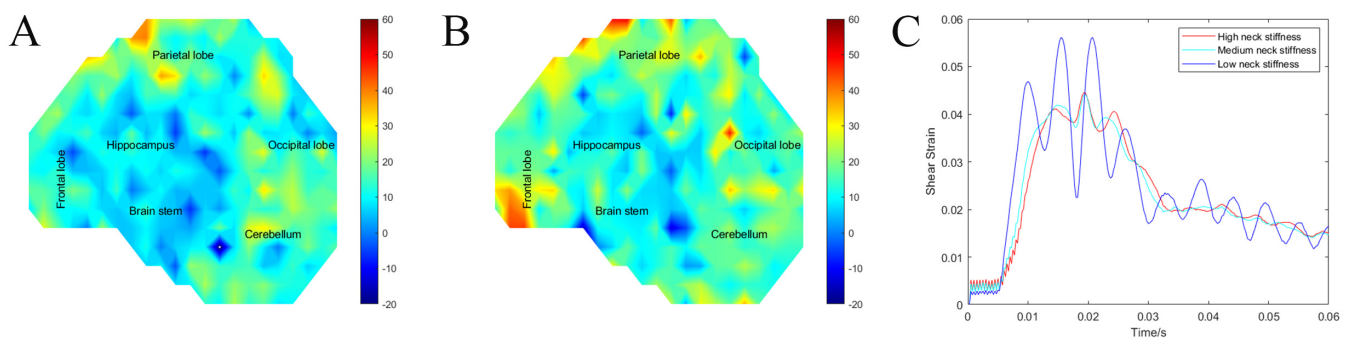 A
Parietal lobe
Hippocampus
Occipital lobe
Frontal lobe
Brain stem
Cerebellum
60
50
40
30
20
10
0
-10
-20
B
Parietal lobe
Hippocampus
Occipital lobe
Frontal lobe
Brain stem
Cerebellum
60
50
40
30
20
10
0
-10
-20
C
High neck stiffness
Medium neck stiffness
Low neck stiffness
Shear Strain
0.06
0.05
0.04
0.03
0.02
0.01
0
0 0.01 0.02 0.03 0.04 0.05 0.06
Time/s